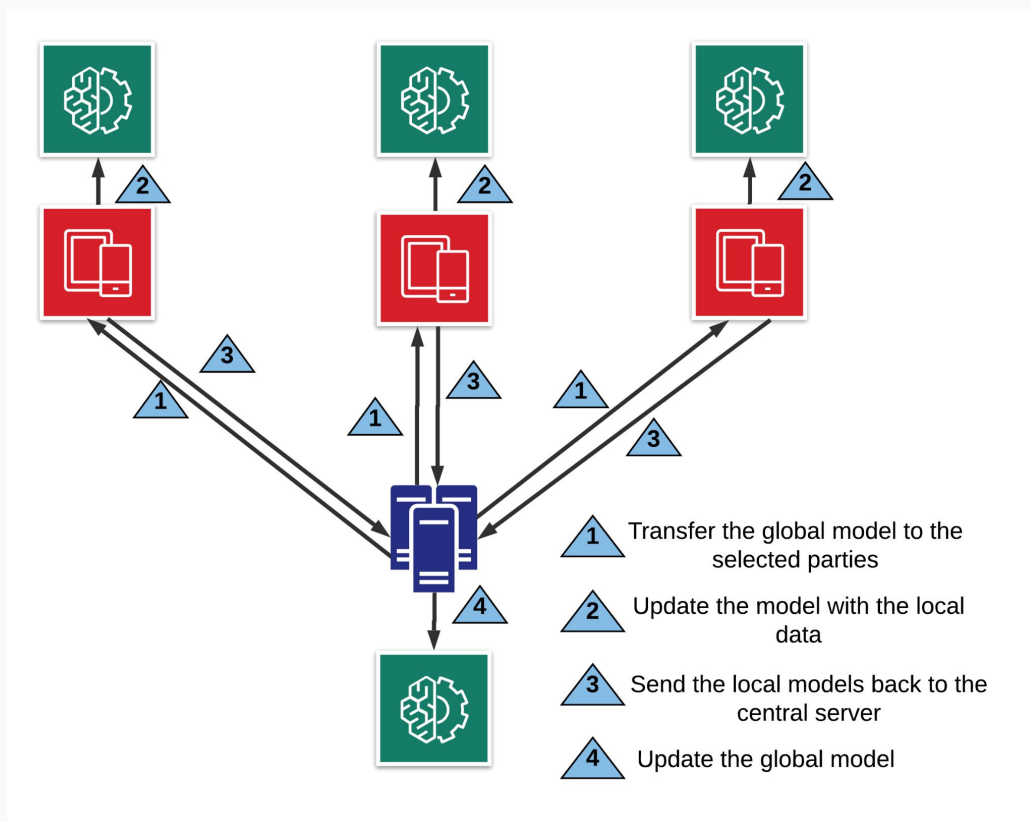 2
2
2
3
1
3
1
1
3
4
1 Transfer the global model to the
selected parties
2 Update the model with the local
data
3 Send the local models back to the
central server
4 Update the global model